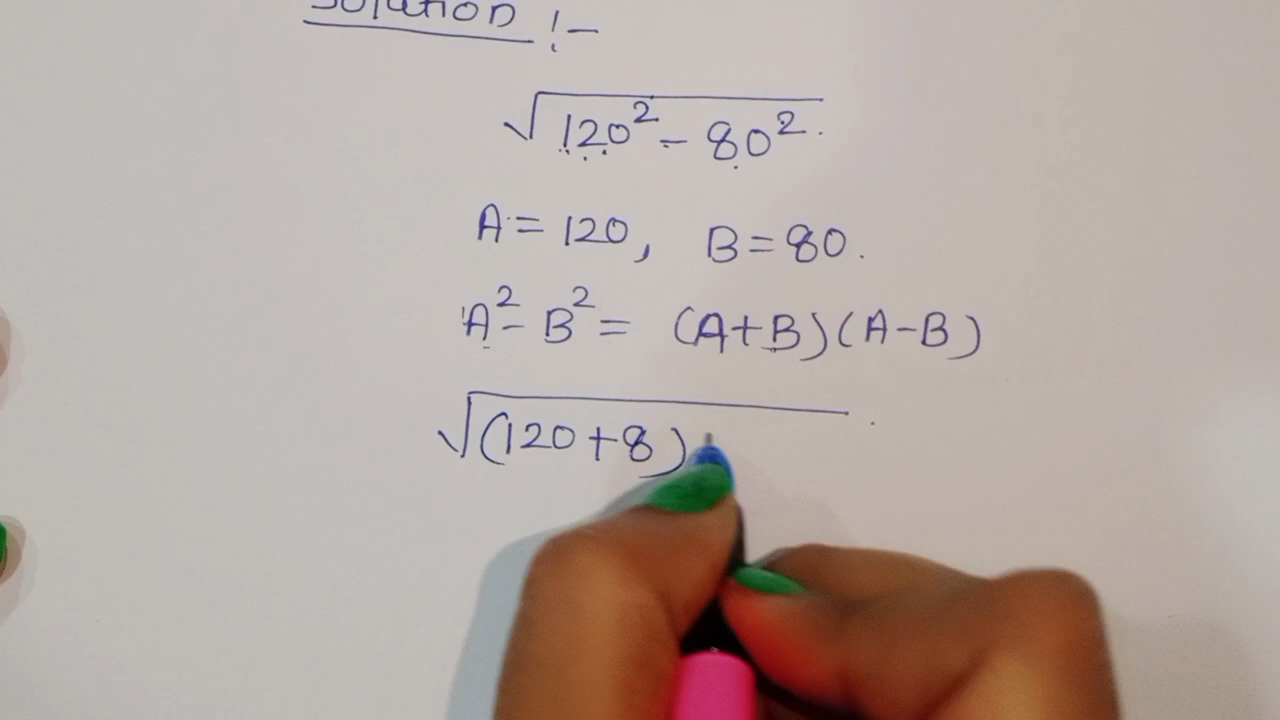 Solution :-
√120² - 80².
A = 120, B = 80.
A² - B² = (A+B)(A-B)
√(120+8)